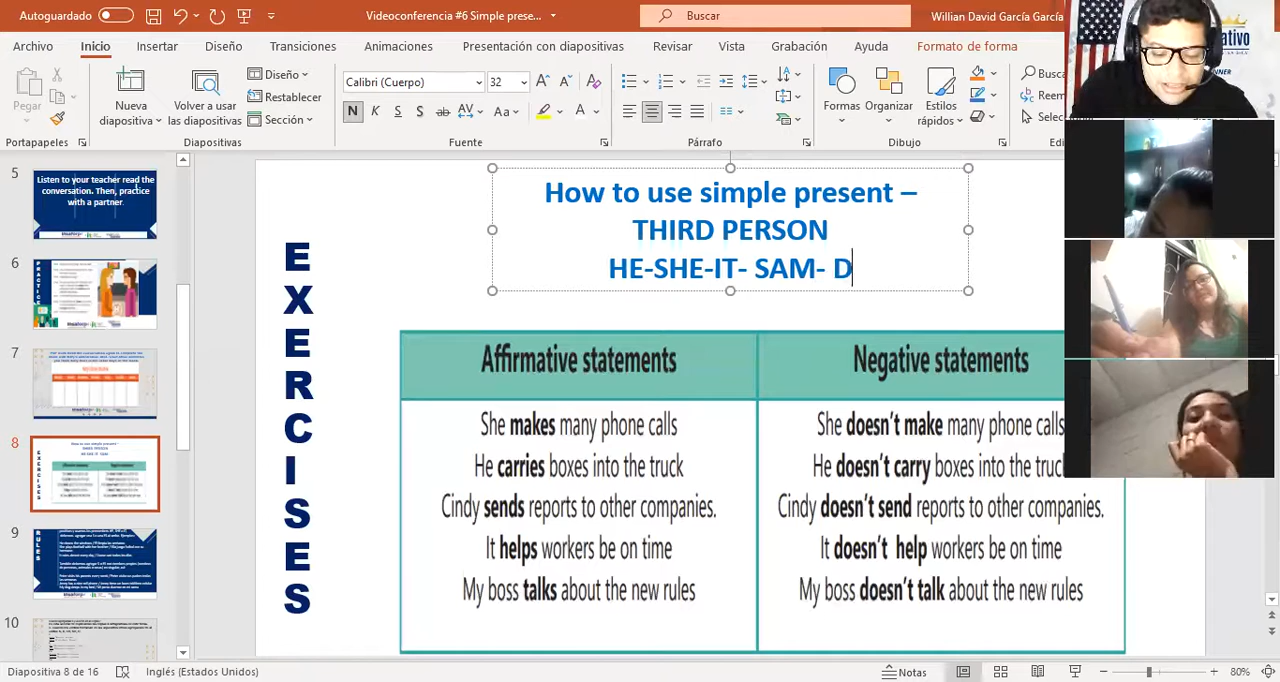 Autoguardado
Videoconferencia #6 Simple prese...
Buscar
Willian David García García
Archivo Inicio Insertar Diseño Transiciones Animaciones Presentación con diapositivas Revisar Vista Grabación Ayuda Formato de forma
Pegar
Nueva diapositiva
Volver a usar las diapositivas
Diseño
Restablecer
Sección
Calibri (Cuerpo) 32
Formas
Organizar
Estilos rápidos
Portapapeles Diapositivas Fuente Párrafo Dibujo
5
Listen to your teacher read the
conversation. Then, practice
with a partner.
6
7
8
9
10
How to use simple present –
THIRD PERSON
HE-SHE-IT- SAM- D
EXERCISES
Affirmative statements
Negative statements
She makes many phone calls
She doesn't make many phone calls
He carries boxes into the truck
He doesn't carry boxes into the
Cindy sends reports to other companies.
Cindy doesn't send reports to other companies.
It helps workers be on time
It doesn't help workers be on time
My boss talks about the new rules
My boss doesn't talk about the new rules
Diapositiva 8 de 16
Inglés (Estados Unidos)
Notas
80%